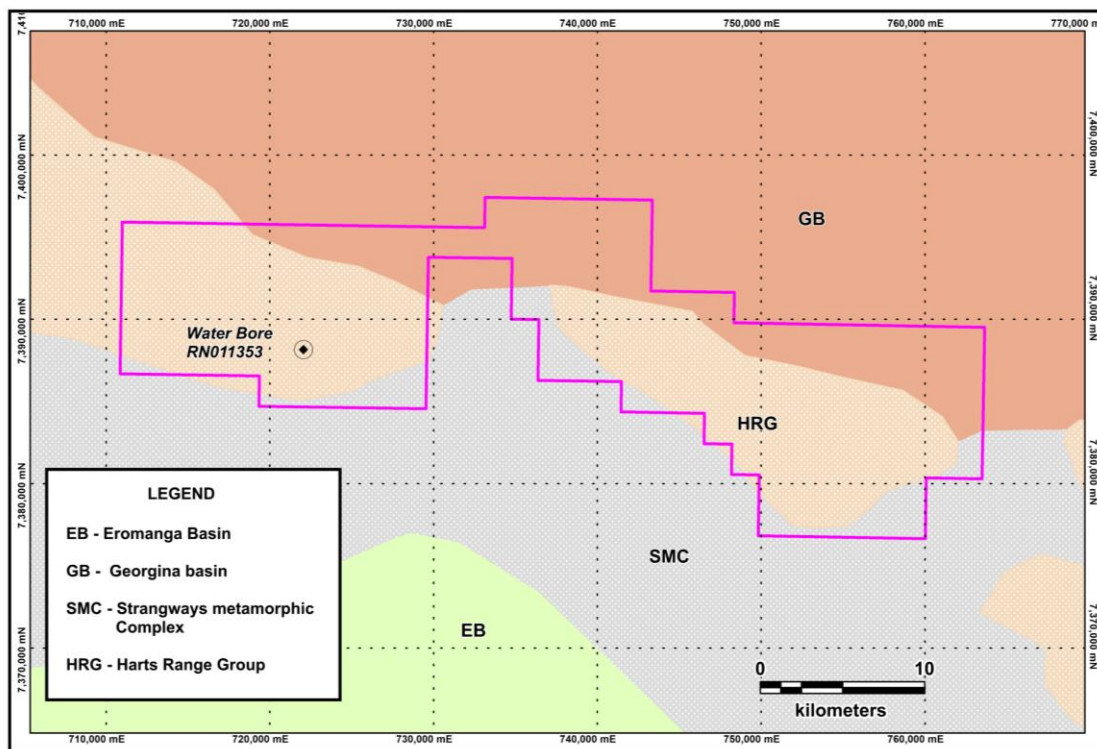 710,000 mE
720,000 mE
730,000 mE
740,000 mE
750,000 mE
760,000 mE
770,000 m
7,41
7,400,000 mN
7,400,000 mN
GB
7,390,000 mN
7,390,000 mN
Water Bore
RN011353
HRG
7,380,000 mN
7,380,000 mN
LEGEND
EB - Eromanga Basin
GB - Georgina basin
SMC - Strangways metamorphic
Complex
HRG - Harts Range Group
SMC
EB
7,370,000 mN
7,370,000 mN
0
10
kilometers
710,000 mE
720,000 mE
730,000 mE
740,000 mE
750,000 mE
760,000 mE